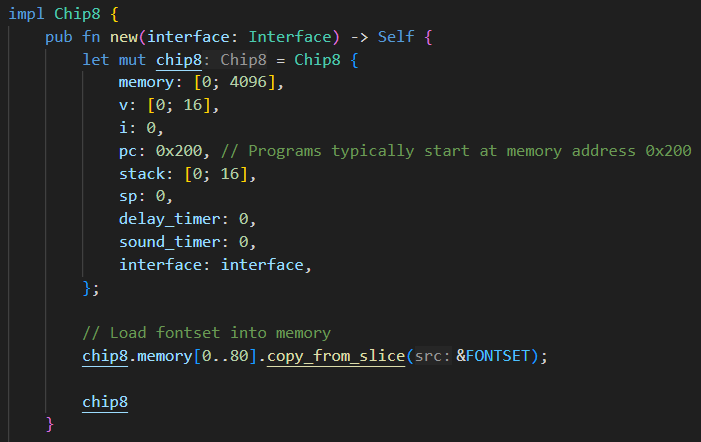 impl Chip8 {
    pub fn new(interface: Interface) -> Self {
        let mut chip8: Chip8 = Chip8 {
            memory: [0; 4096],
            v: [0; 16],
            i: 0,
            pc: 0x200, // Programs typically start at memory address 0x200
            stack: [0; 16],
            sp: 0,
            delay_timer: 0,
            sound_timer: 0,
            interface: interface,
        };

        // Load fontset into memory
        chip8.memory[0..80].copy_from_slice(src: &FONTSET);

        chip8
    }